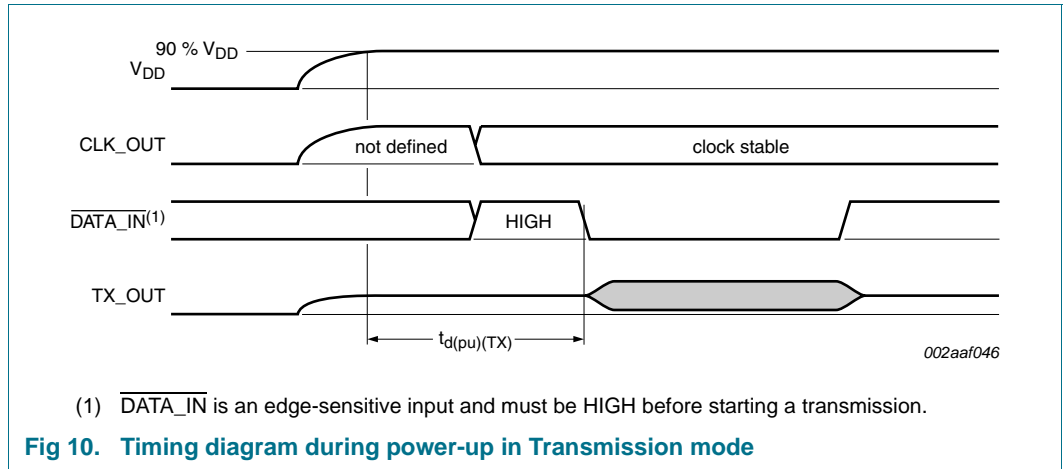 90 % VDD
VDD
CLK_OUT
not defined
clock stable
DATA_IN(1)
HIGH
TX_OUT
td(pu)(TX)
002aaf046
(1) DATA_IN is an edge-sensitive input and must be HIGH before starting a transmission.
Fig 10. Timing diagram during power-up in Transmission mode